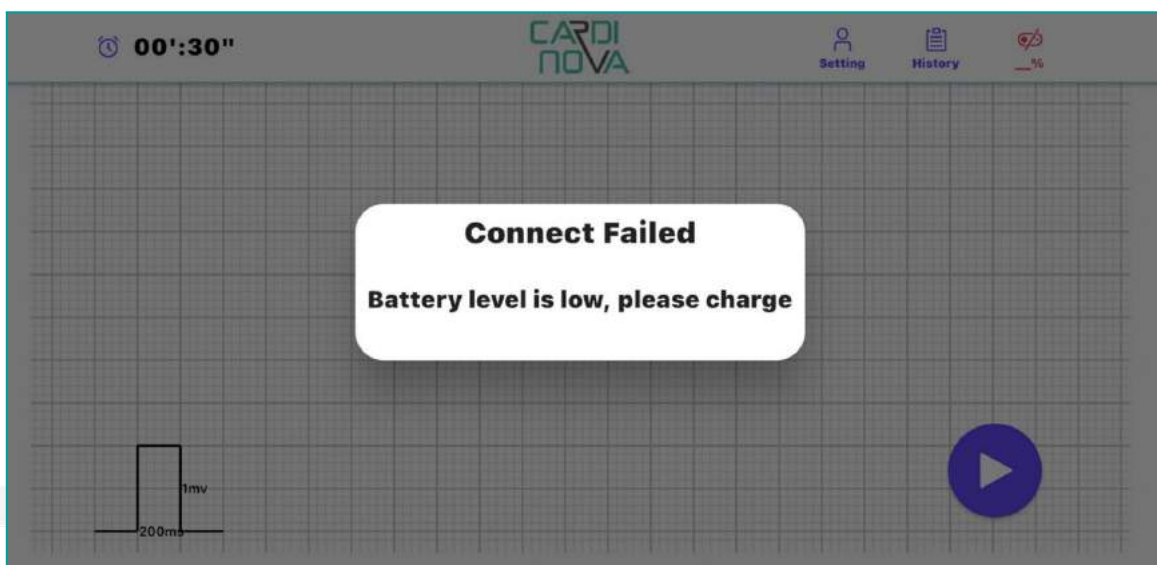 00':30"
CARDI
NOVA
Setting
History
__%
Connect Failed
Battery level is low, please charge
1mv
200ms